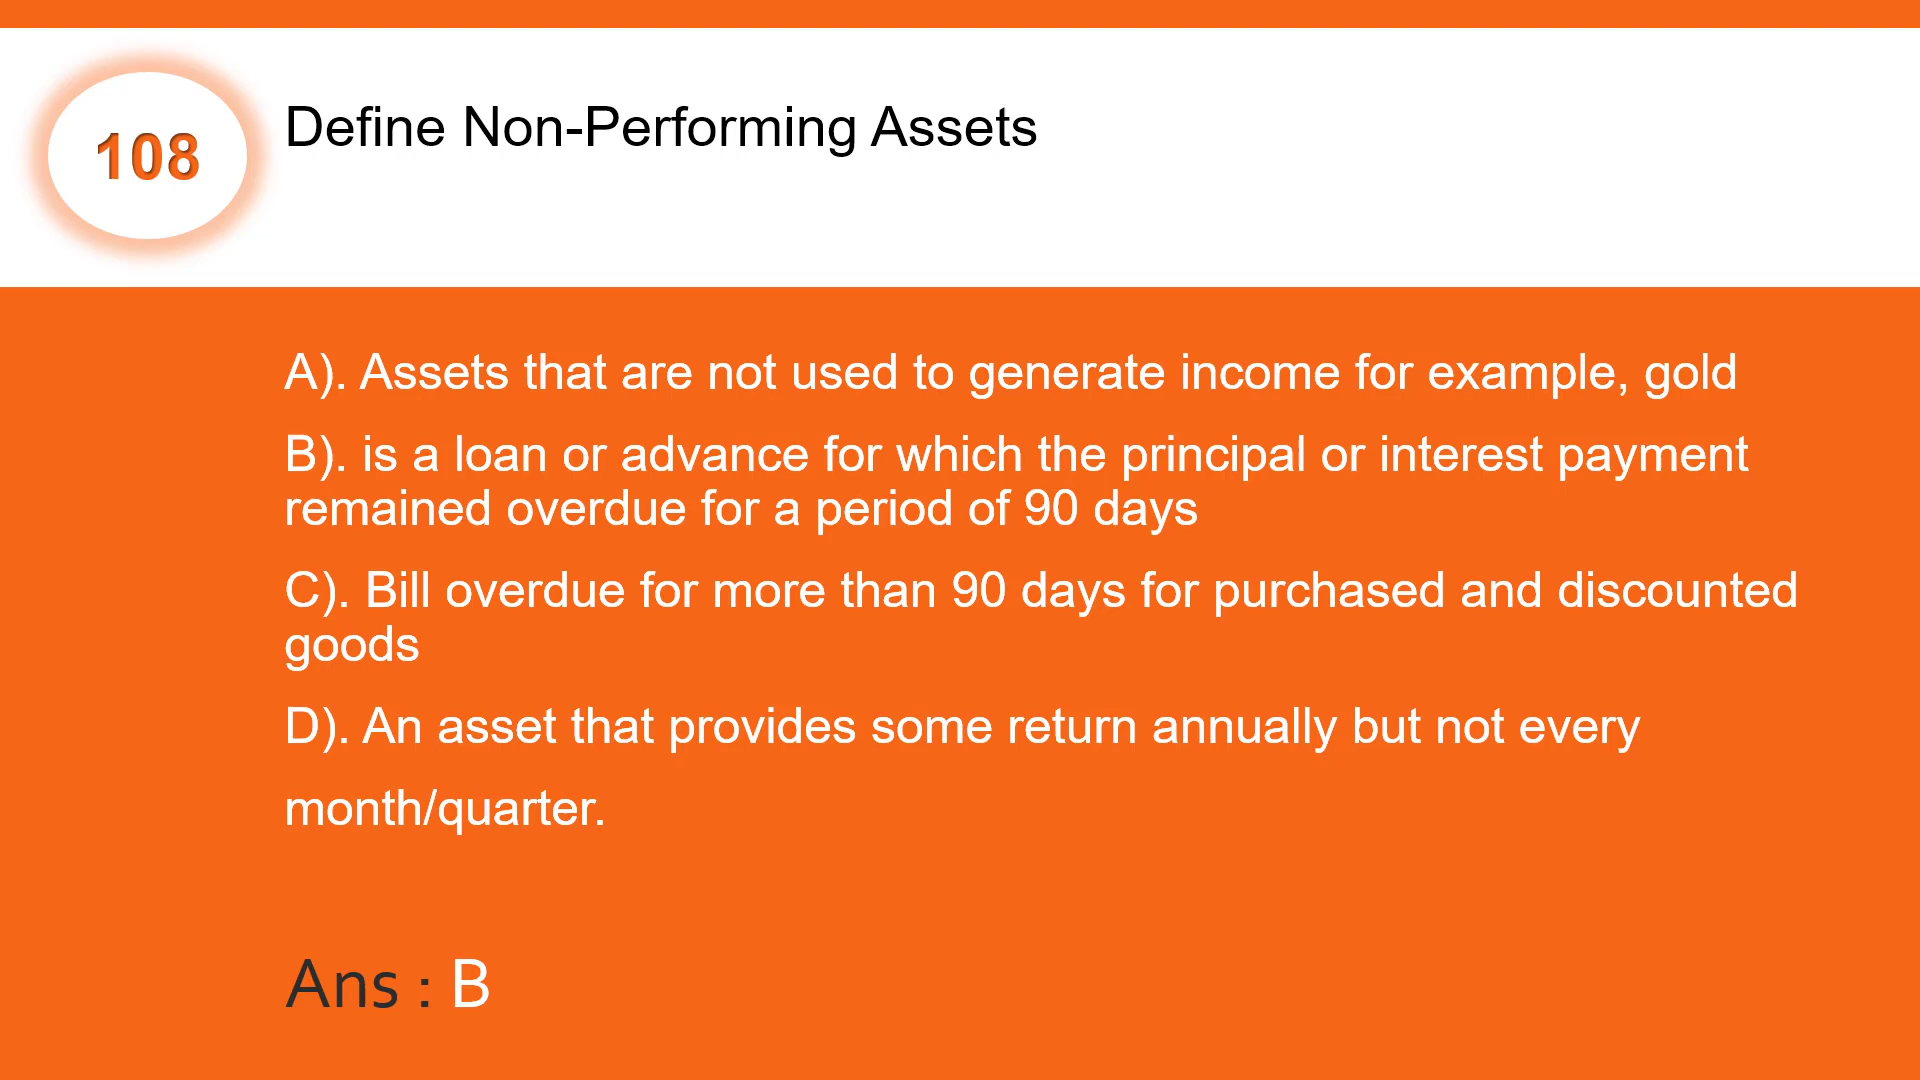 108
Define Non-Performing Assets
A). Assets that are not used to generate income for example, gold
B). is a loan or advance for which the principal or interest payment
remained overdue for a period of 90 days
C). Bill overdue for more than 90 days for purchased and discounted
goods
D). An asset that provides some return annually but not every
month/quarter.
Ans : B